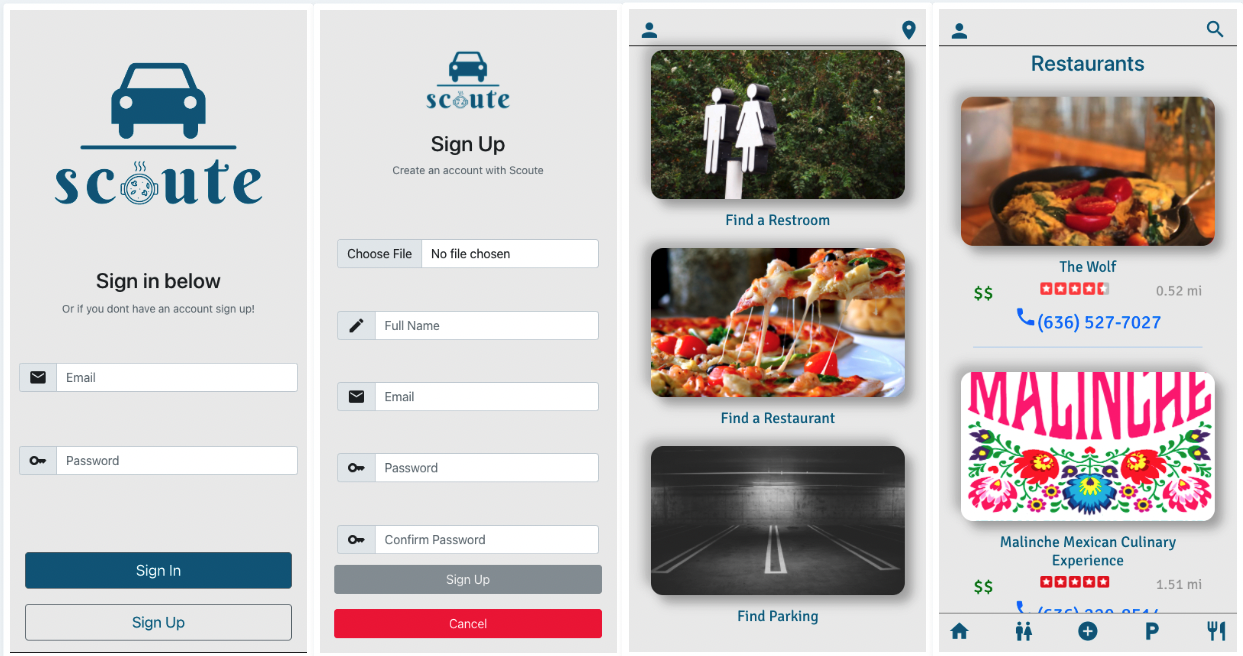 scoute
Sign in below
Or if you dont have an account sign up!
Email
Password
Sign In
Sign Up
scoute
Sign Up
Create an account with Scoute
Choose File No file chosen
Full Name
Email
Password
Confirm Password
Sign Up
Cancel
Find a Restroom
Find a Restaurant
Find Parking
Restaurants
The Wolf
$$ 0.52 mi
(636) 527-7027
MALINCHE
Malinche Mexican Culinary
Experience
$$ 1.51 mi
P